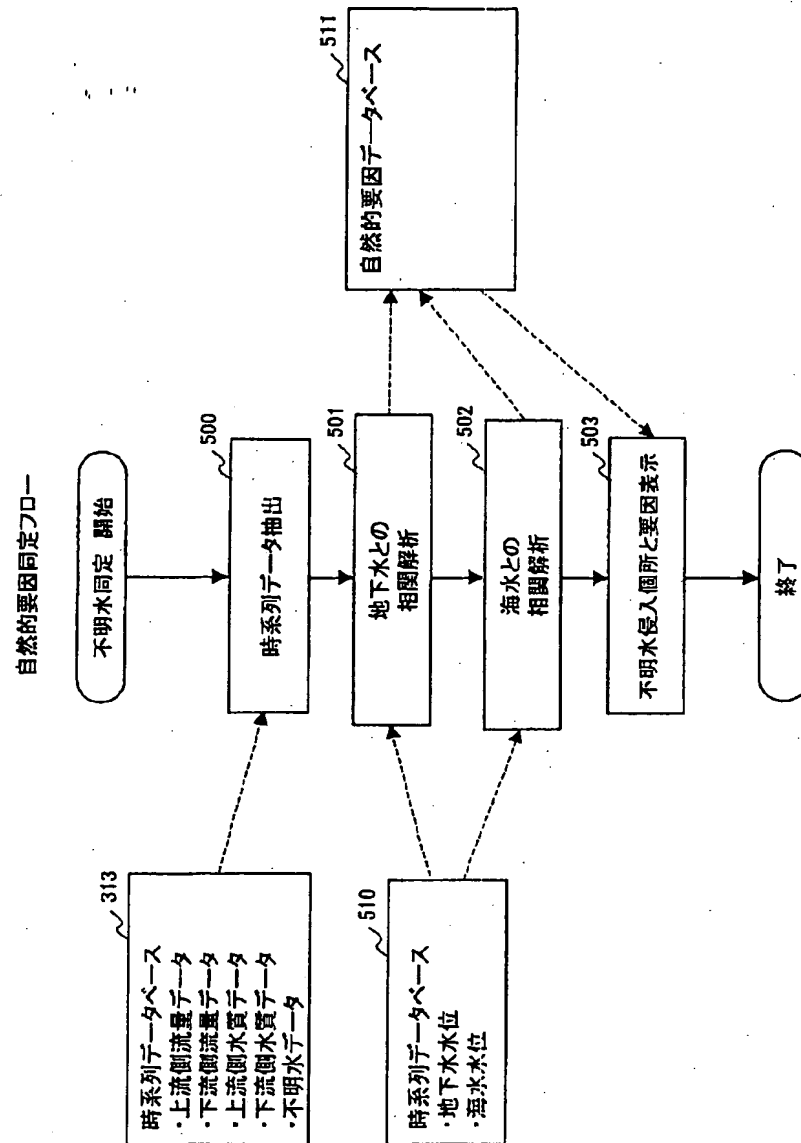 自然的要因同定フロー
不明水同定 開始
313
時系列データベース
・上流側流量データ
・下流側流量データ
・上流側水質データ
・下流側水質データ
・不明水データ
500
時系列データ抽出
510
時系列データベース
・地下水水位
・海水水位
501
地下水との
相関解析
502
海水との
相関解析
511
自然的要因データベース
503
不明水侵入個所と要因表示
終了